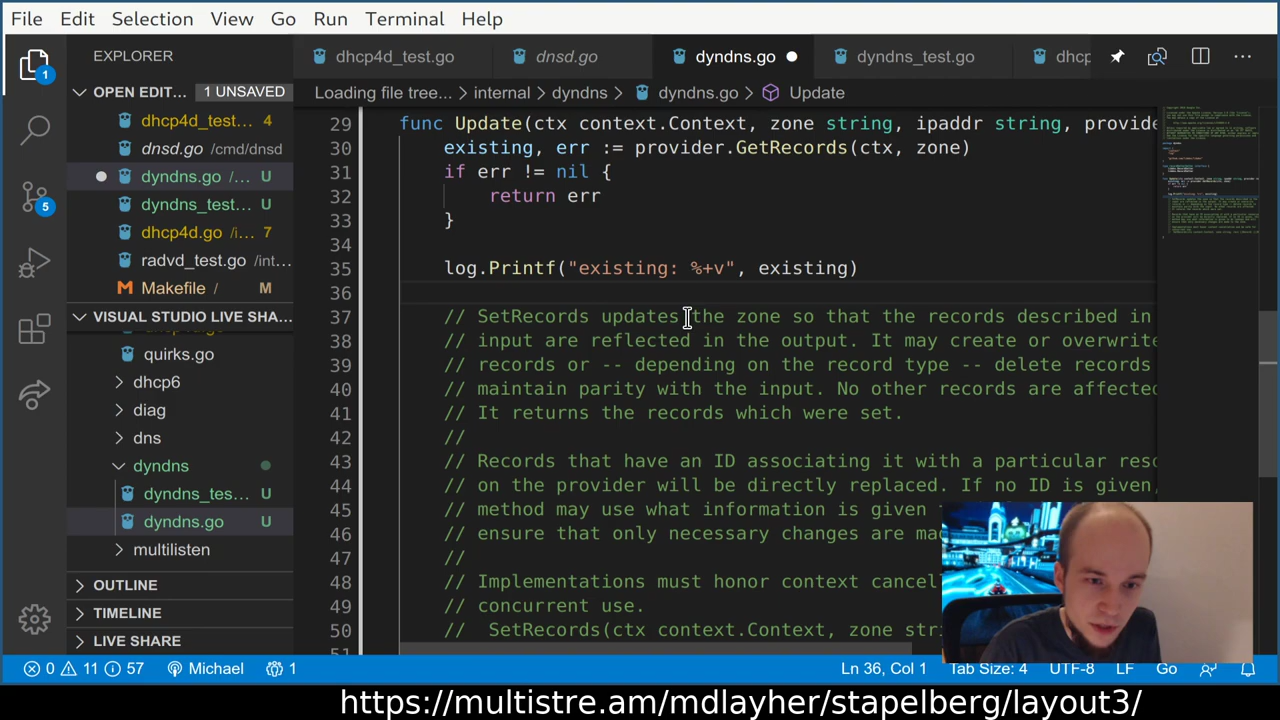 File Edit Selection View Go Run Terminal Help
EXPLORER
dhcp4d_test.go
dnsd.go
dyndns.go
dyndns_test.go
dhcp
OPEN EDIT... 1 UNSAVED
Loading file tree... > internal > dyndns > dyndns.go > Update
dhcp4d_test... 4
dnsd.go /cmd/dnsd
dyndns.go /... U
dyndns_test... U
dhcp4d.go /i... 7
radvd_test.go /int...
Makefile / M
VISUAL STUDIO LIVE SHA...
quirks.go
dhcp6
diag
dns
dyndns
dyndns_tes... U
dyndns.go U
multilisten
OUTLINE
TIMELINE
LIVE SHARE
1
5
29 func Update(ctx context.Context, zone string, ipaddr string, provide
30 existing, err := provider.GetRecords(ctx, zone)
31 if err != nil {
32 return err
33 }
34
35 log.Printf("existing: %+v", existing)
36
37 // SetRecords updates the zone so that the records described in
38 // input are reflected in the output. It may create or overwrite
39 // records or -- depending on the record type -- delete records
40 // maintain parity with the input. No other records are affected
41 // It returns the records which were set.
42 //
43 // Records that have an ID associating it with a particular reso
44 // on the provider will be directly replaced. If no ID is given,
45 // method may use what information is given
46 // ensure that only necessary changes are ma
47 //
48 // Implementations must honor context cancel
49 // concurrent use.
50 // SetRecords(ctx context.Context, zone stri
0 11 57 Michael 1 Ln 36, Col 1 Tab Size: 4 UTF-8 LF Go
https://multistre.am/mdlayher/stapelberg/layout3/